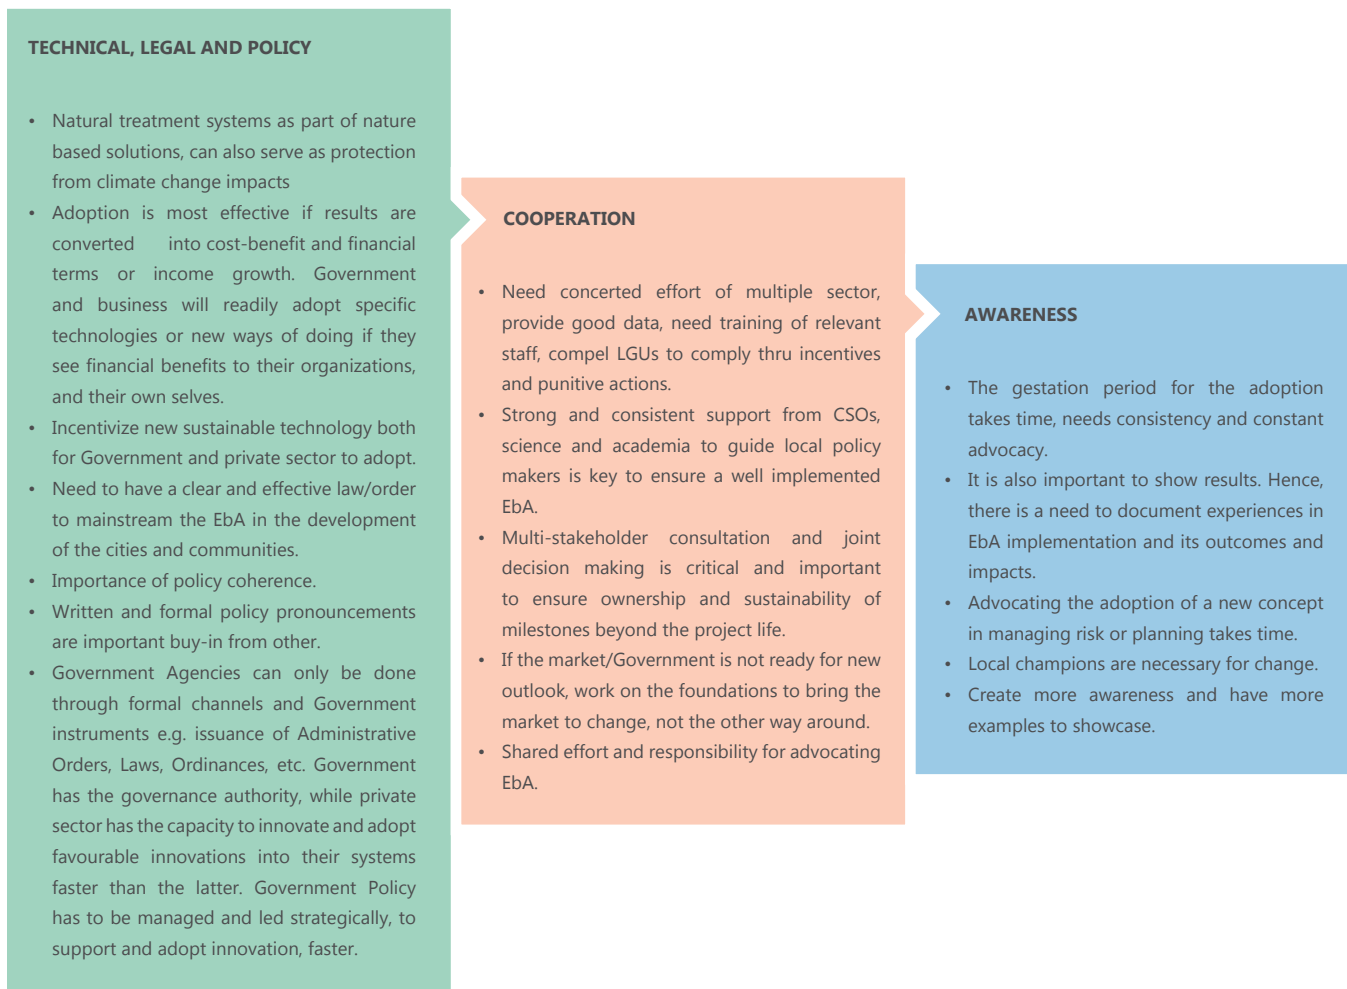 TECHNICAL, LEGAL AND POLICY
• Natural treatment systems as part of nature
based solutions, can also serve as protection
from climate change impacts
• Adoption is most effective if results are
converted into cost-benefit and financial
terms or income growth. Government
and business will readily adopt specific
technologies or new ways of doing if they
see financial benefits to their organizations,
and their own selves.
• Incentivize new sustainable technology both
for Government and private sector to adopt.
• Need to have a clear and effective law/order
to mainstream the EbA in the development
of the cities and communities.
• Importance of policy coherence.
• Written and formal policy pronouncements
are important buy-in from other.
• Government Agencies can only be done
through formal channels and Government
instruments e.g. issuance of Administrative
Orders, Laws, Ordinances, etc. Government
has the governance authority, while private
sector has the capacity to innovate and adopt
favourable innovations into their systems
faster than the latter. Government Policy
has to be managed and led strategically, to
support and adopt innovation, faster.
COOPERATION
• Need concerted effort of multiple sector,
provide good data, need training of relevant
staff, compel LGUs to comply thru incentives
and punitive actions.
• Strong and consistent support from CSOs,
science and academia to guide local policy
makers is key to ensure a well implemented
EbA.
• Multi-stakeholder consultation and joint
decision making is critical and important
to ensure ownership and sustainability of
milestones beyond the project life.
• If the market/Government is not ready for new
outlook, work on the foundations to bring the
market to change, not the other way around.
• Shared effort and responsibility for advocating
EbA.
AWARENESS
• The gestation period for the adoption
takes time, needs consistency and constant
advocacy.
• It is also important to show results. Hence,
there is a need to document experiences in
EbA implementation and its outcomes and
impacts.
• Advocating the adoption of a new concept
in managing risk or planning takes time.
• Local champions are necessary for change.
• Create more awareness and have more
examples to showcase.